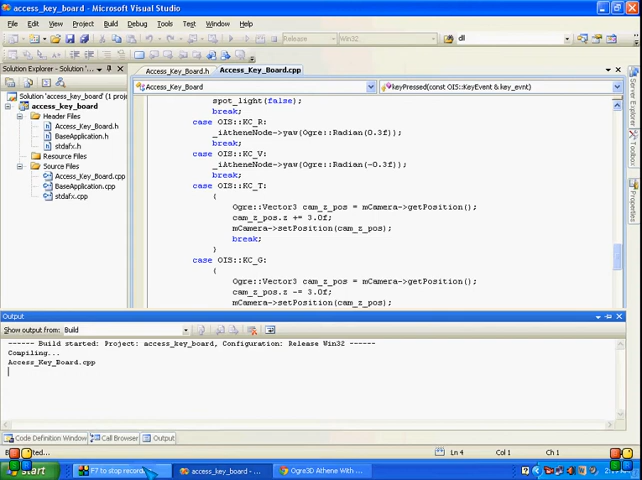 access_key_board - Microsoft Visual Studio
File Edit View Project Build Debug Tools Test Window Help
Release Win32 dl
Solution Explorer - Solution 'access_...
Access_Key_Board.h Access_Key_Board.cpp
Access_Key_Board keyPressed(const OIS::KeyEvent &key_evnt)
Solution 'access_key_board' (1 proj
access_key_board
Header Files
Access_Key_Board.h
BaseApplication.h
stdafx.h
Resource Files
Source Files
Access_Key_Board.cpp
BaseApplication.cpp
stdafx.cpp
spot_light(false);
break;
case OIS::KC_R:
_iAtheneNode->yaw(Ogre::Radian(0.3f));
break;
case OIS::KC_V:
_iAtheneNode->yaw(Ogre::Radian(-0.3f));
break;
case OIS::KC_T:
{
Ogre::Vector3 cam_z_pos = mCamera->getPosition();
cam_z_pos.z += 3.0f;
mCamera->setPosition(cam_z_pos);
break;
}
case OIS::KC_G:
{
Ogre::Vector3 cam_z_pos = mCamera->getPosition();
cam_z_pos.z -= 3.0f;
mCamera->setPosition(cam_z_pos);
Server Explorer
Toolbox
Properties
Output
Show output from: Build
------ Build started: Project: access_key_board, Configuration: Release Win32 ------
Compiling...
Access_Key_Board.cpp
Code Definition Window Call Browser Output
Ln 4 Col 1 Ch 1
start F7 to stop record access_key_board - ... Ogre3D Athene With ...